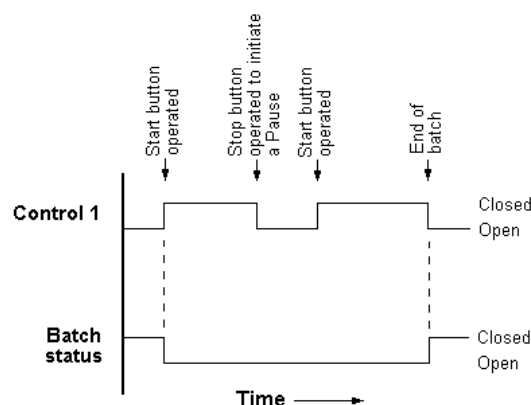 Start button
operated
Stop button
operated to initiate
a Pause
Start button
operated
End of
batch
Control 1
Closed
Open
Batch
status
Closed
Open
Time